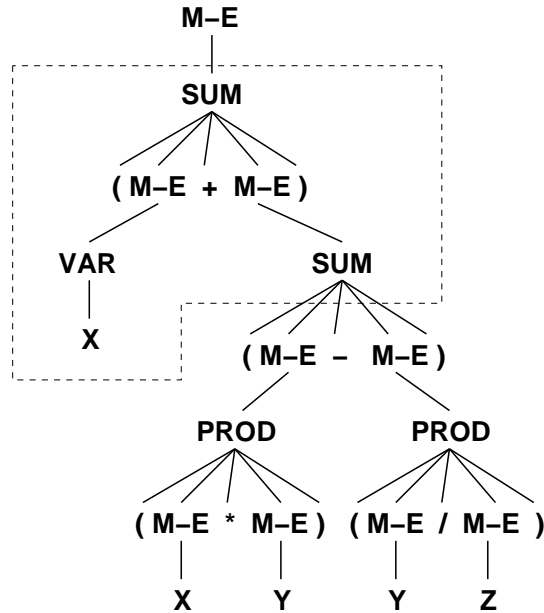 M–E
SUM
( M–E + M–E )
VAR SUM
X
( M–E – M–E )
PROD PROD
( M–E * M–E ) ( M–E / M–E )
X Y Y Z